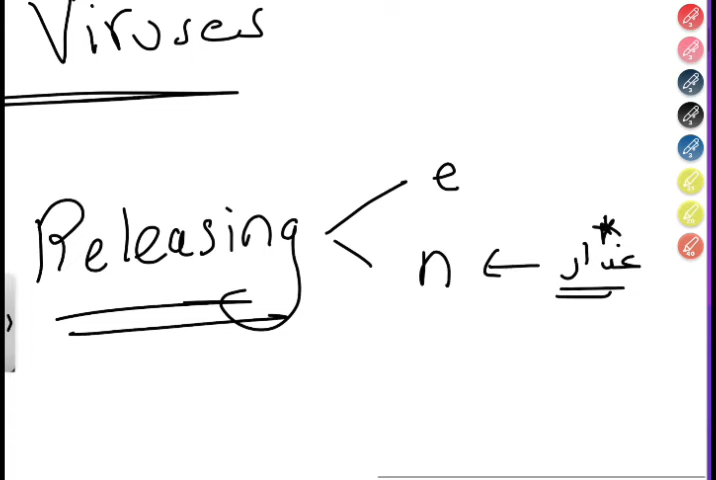 Viruses
e
Releasing
n ← غدار *